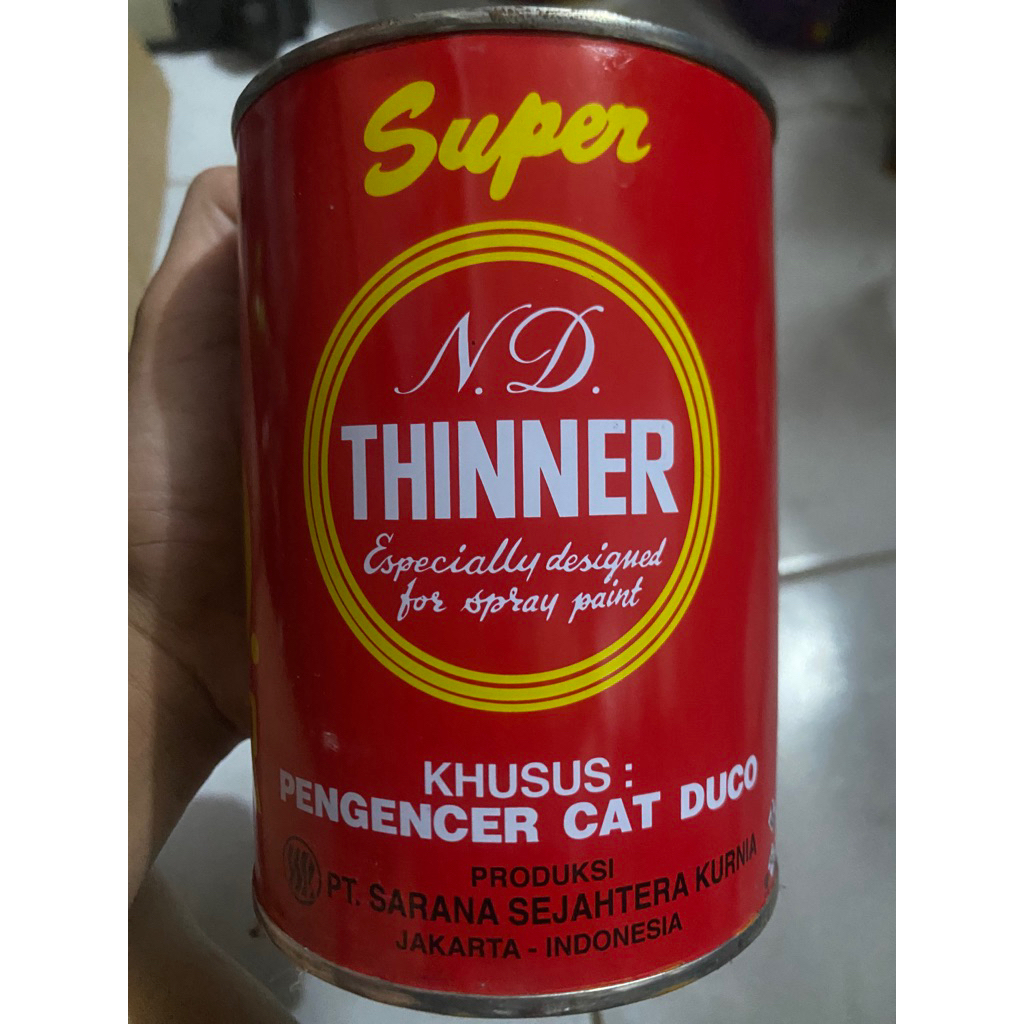 Super
N.D.
THINNER
Especially designed
for spray paint
KHUSUS :
PENGENCER CAT DUCO
PRODUKSI
PT. SARANA SEJAHTERA KURNIA
JAKARTA - INDONESIA